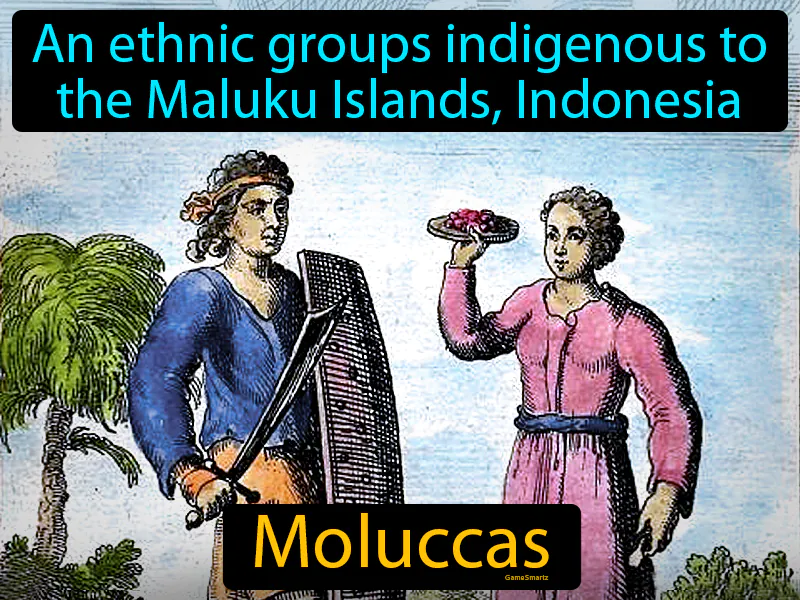 An ethnic groups indigenous to
the Maluku Islands, Indonesia
Moluccas
GameSmartz